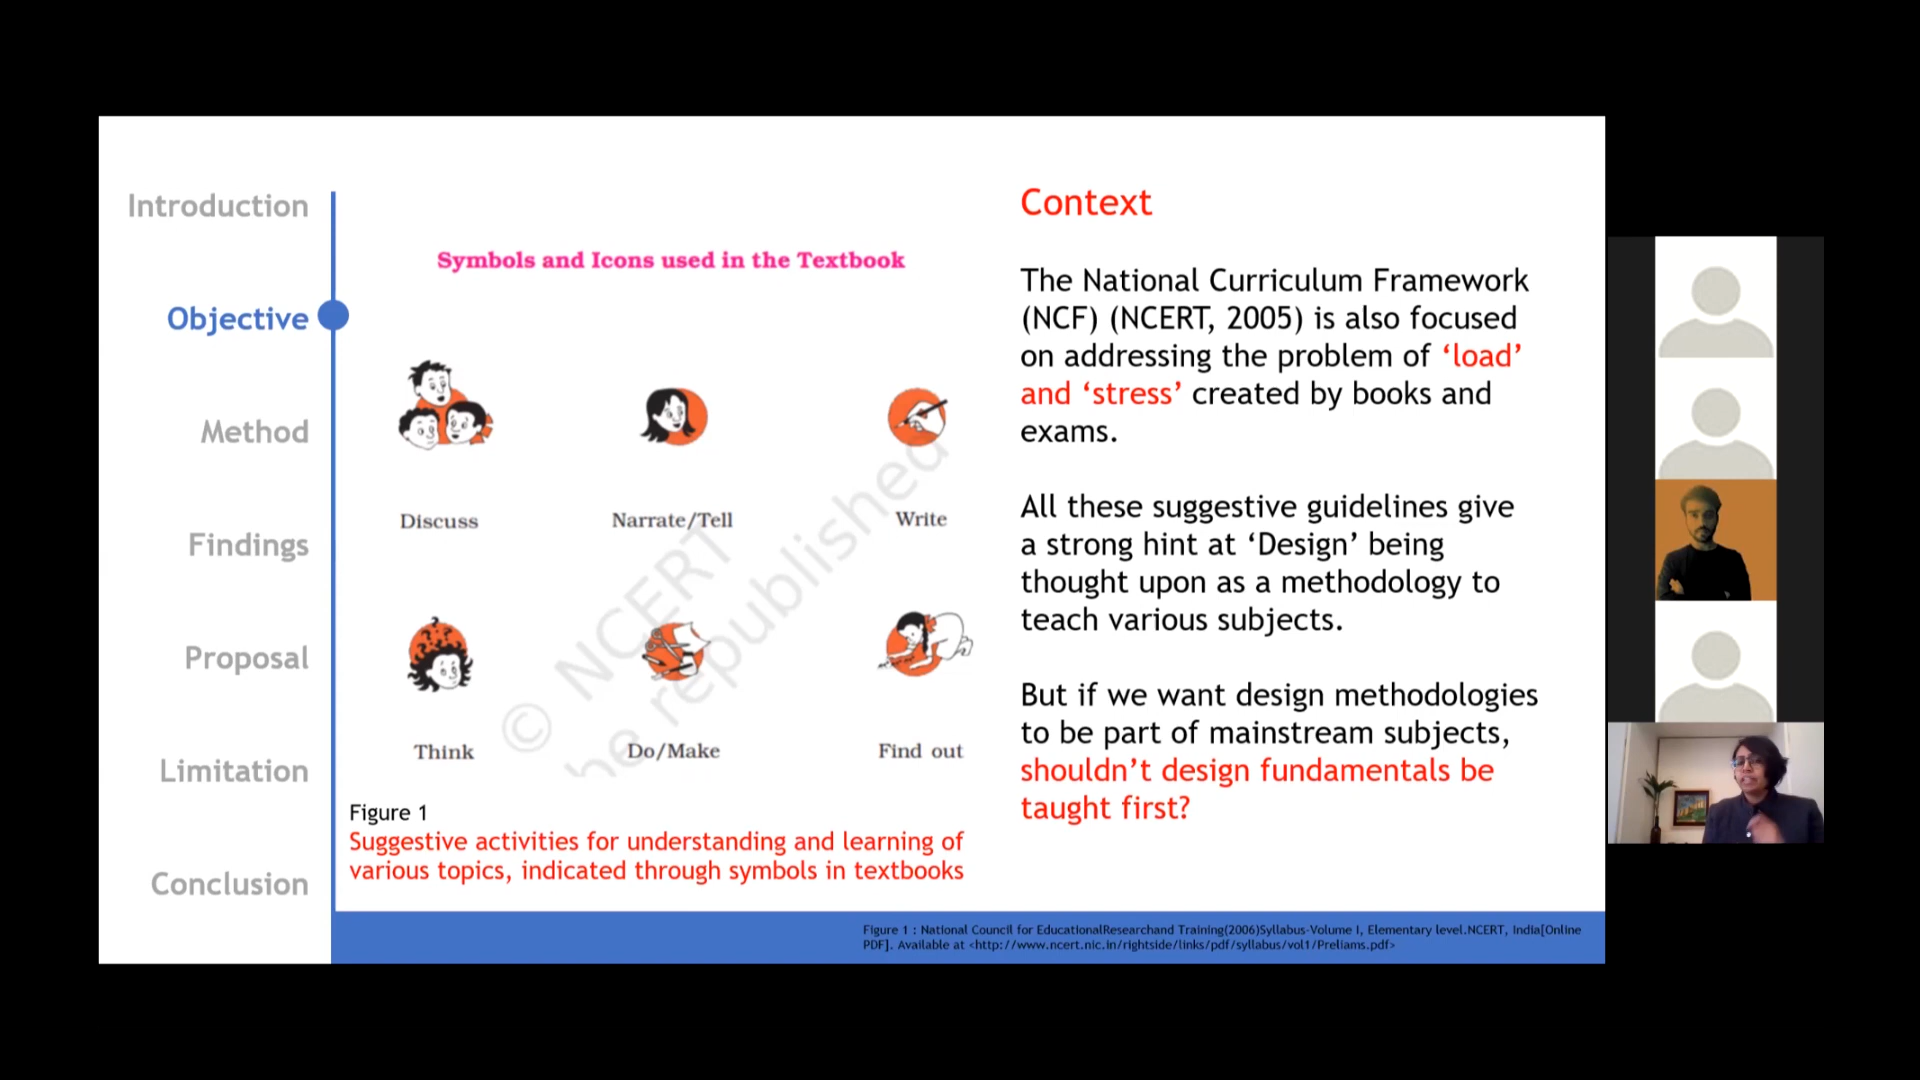 Introduction
Objective
Method
Findings
Proposal
Limitation
Conclusion
Symbols and Icons used in the Textbook
Discuss
Narrate/Tell
Write
Think
Do/Make
Find out
© NCERT
be republished
Figure 1
Suggestive activities for understanding and learning of
various topics, indicated through symbols in textbooks
Context
The National Curriculum Framework
(NCF) (NCERT, 2005) is also focused
on addressing the problem of ‘load’
and ‘stress’ created by books and
exams.
All these suggestive guidelines give
a strong hint at ‘Design’ being
thought upon as a methodology to
teach various subjects.
But if we want design methodologies
to be part of mainstream subjects,
shouldn’t design fundamentals be
taught first?
Figure 1 : National Council for EducationalResearchand Training(2006)Syllabus-Volume I, Elementary level.NCERT, India[Online
PDF]. Available at <http://www.ncert.nic.in/rightside/links/pdf/syllabus/vol1/Preliams.pdf>